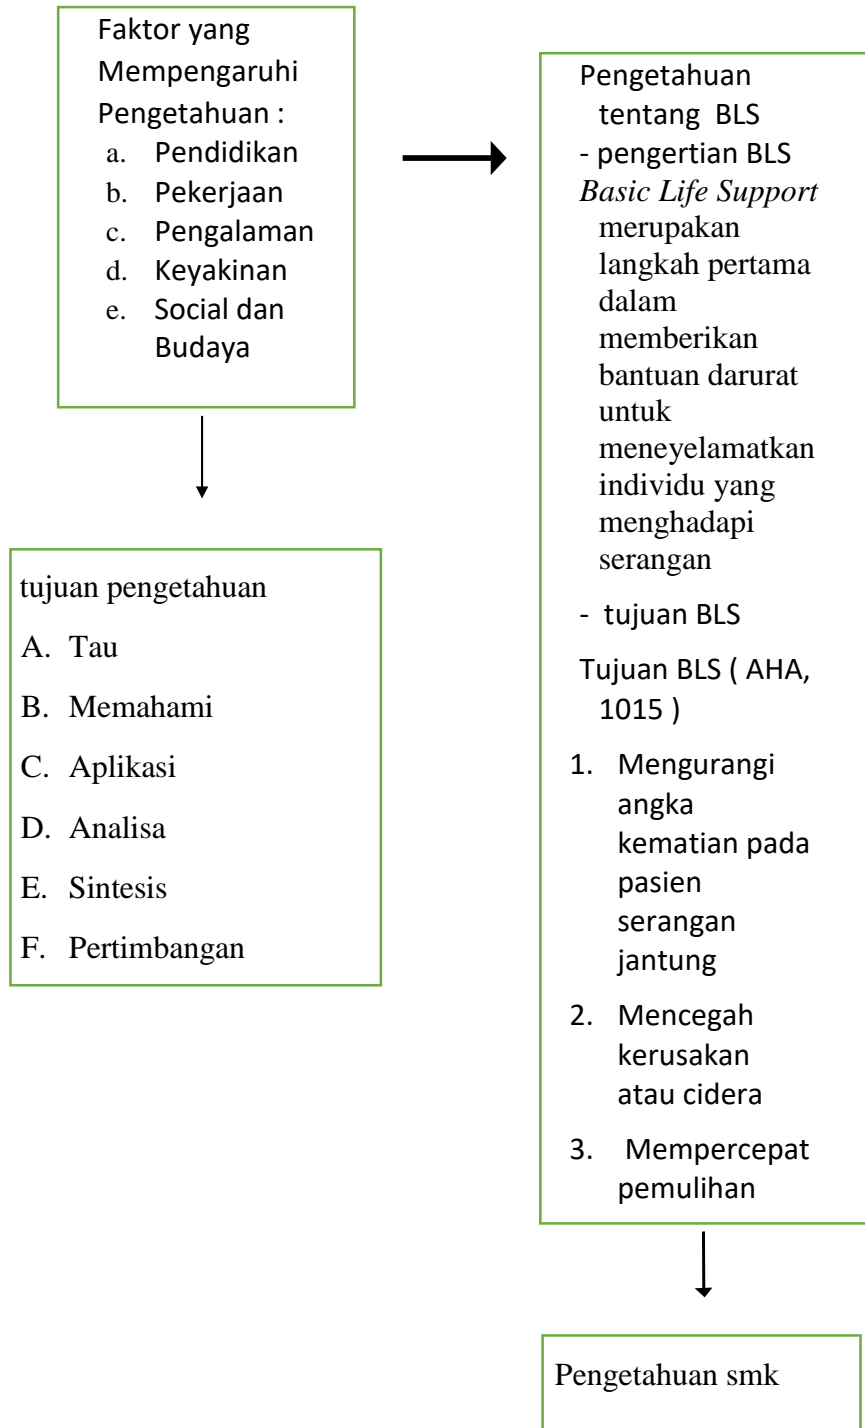 Faktor yang
Mempengaruhi
Pengetahuan :
a. Pendidikan
b. Pekerjaan
c. Pengalaman
d. Keyakinan
e. Social dan
Budaya
tujuan pengetahuan
A. Tau
B. Memahami
C. Aplikasi
D. Analisa
E. Sintesis
F. Pertimbangan
Pengetahuan
tentang BLS
- pengertian BLS
Basic Life Support
merupakan
langkah pertama
dalam
memberikan
bantuan darurat
untuk
meneyelamatkan
individu yang
menghadapi
serangan
- tujuan BLS
Tujuan BLS ( AHA,
1015 )
1. Mengurangi
angka
kematian pada
pasien
serangan
jantung
2. Mencegah
kerusakan
atau cidera
3. Mempercepat
pemulihan
Pengetahuan smk